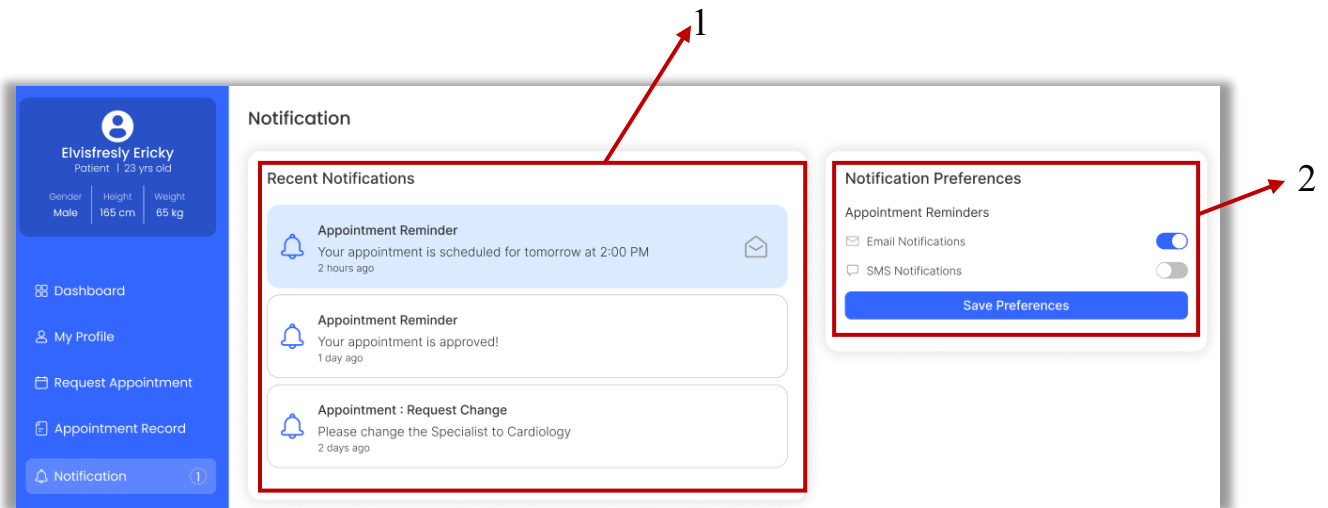 1
Elvisfresly Ericky
Patient | 23 yrs old
Gender Height Weight
Male 165 cm 65 kg
Dashboard
My Profile
Request Appointment
Appointment Record
Notification 1
Notification
Recent Notifications
Appointment Reminder
Your appointment is scheduled for tomorrow at 2:00 PM
2 hours ago
Appointment Reminder
Your appointment is approved!
1 day ago
Appointment : Request Change
Please change the Specialist to Cardiology
2 days ago
2
Notification Preferences
Appointment Reminders
Email Notifications
SMS Notifications
Save Preferences